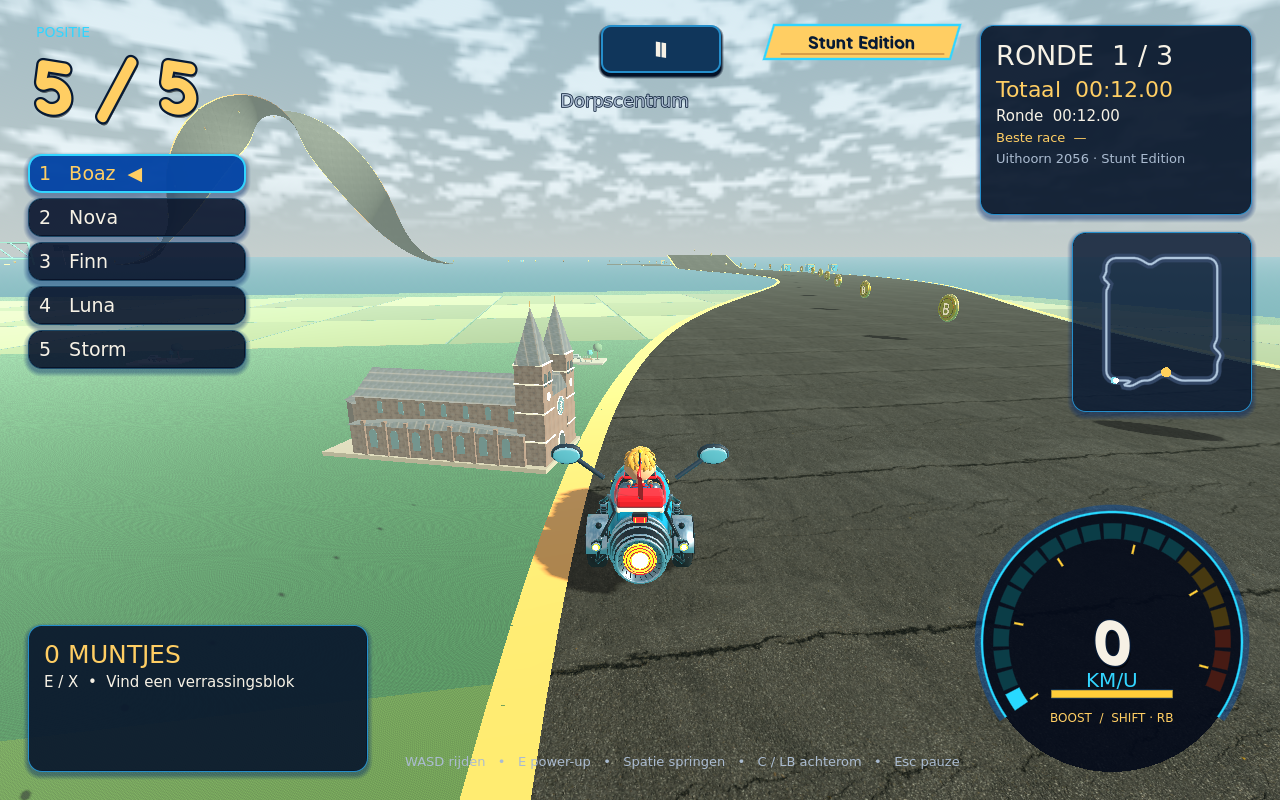 POSITIE
5 / 5
Stunt Edition
Dorpscentrum
RONDE 1 / 3
Totaal 00:12.00
Ronde 00:12.00
Beste race —
Uithoorn 2056 · Stunt Edition
1 Boaz ◀
2 Nova
3 Finn
4 Luna
5 Storm
B
B
0 MUNTJES
E / X • Vind een verrassingsblok
0
KM/U
BOOST / SHIFT · RB
WASD rijden • E power-up • Spatie springen • C / LB achterom • Esc pauze